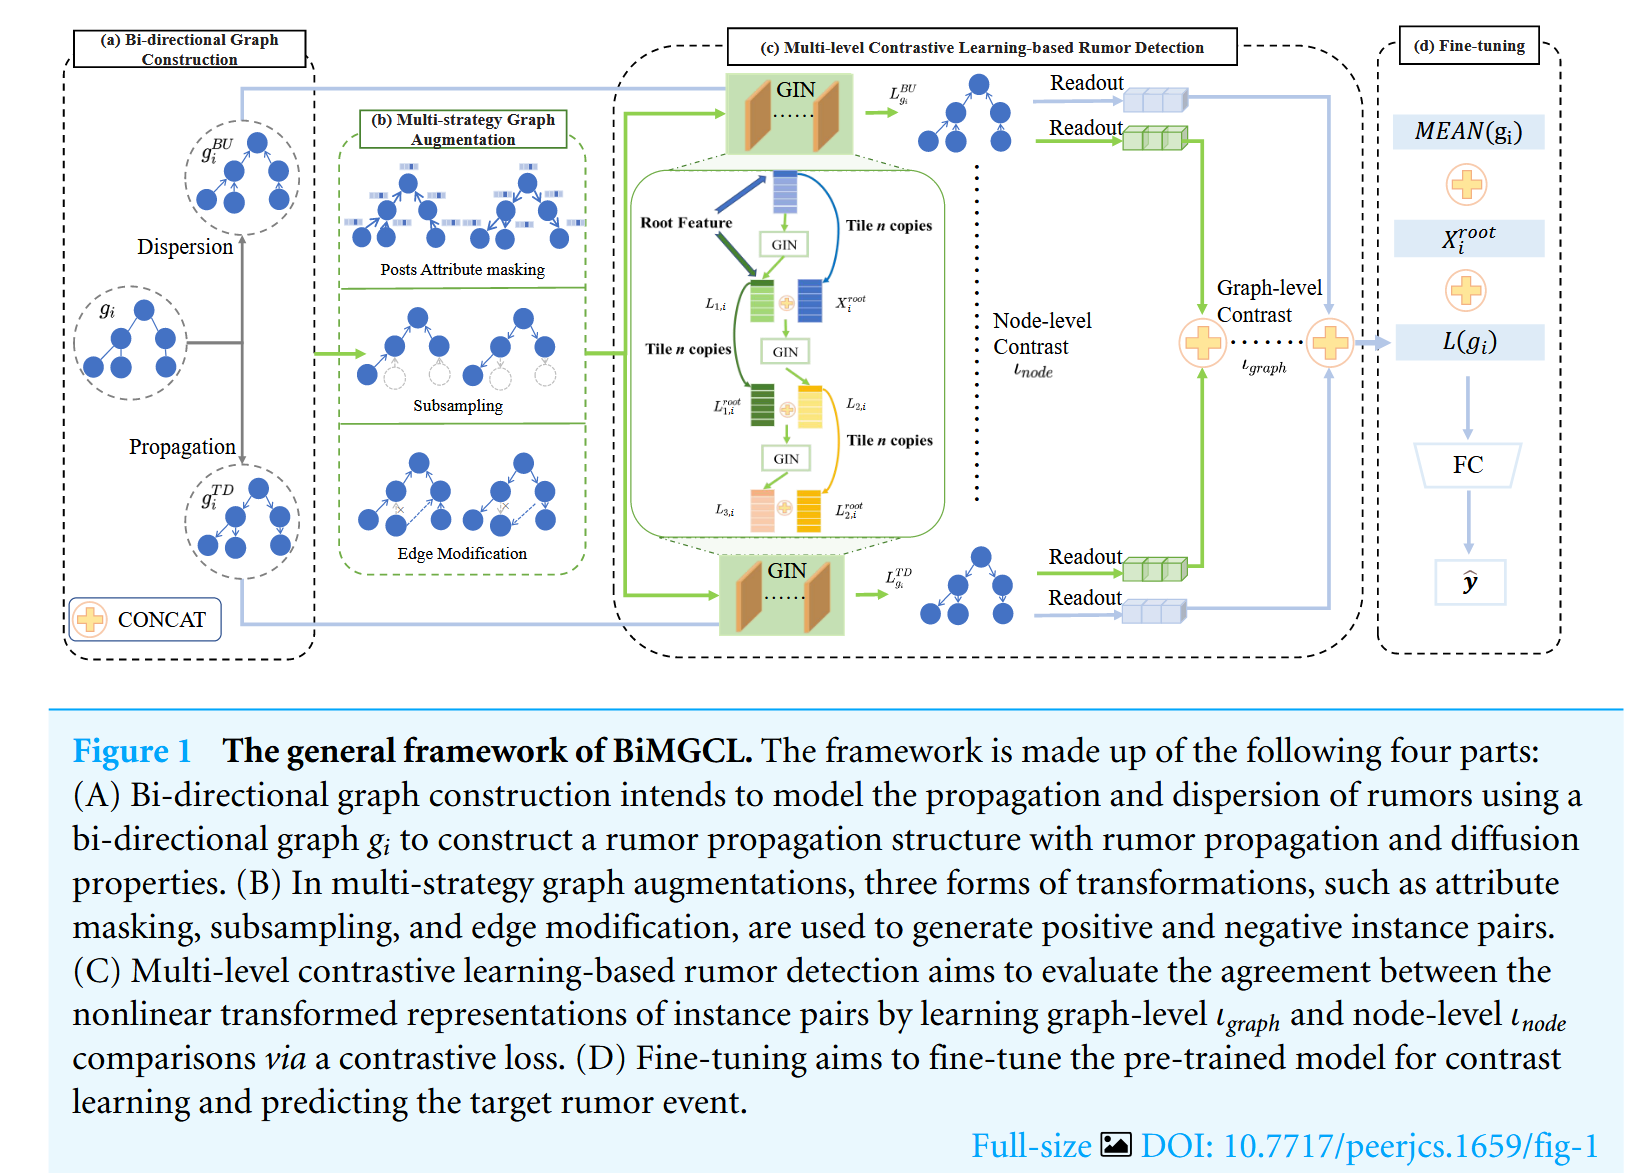 (a) Bi-directional Graph
Construction
g_i^{BU}
Dispersion
g_i
Propagation
g_i^{TD}
CONCAT
(b) Multi-strategy Graph
Augmentation
Posts Attribute masking
Subsampling
Edge Modification
(c) Multi-level Contrastive Learning-based Rumor Detection
GIN
L_{g_i}^{BU}
Readout
Readout
Root Feature
Tile n copies
GIN
L_{1,i}
X_i^{root}
Tile n copies
GIN
L_{1,i}^{root}
L_{2,i}
Tile n copies
GIN
L_{3,i}
L_{2,i}^{root}
Node-level
Contrast
ι_{node}
Graph-level
Contrast
ι_{graph}
GIN
L_{g_i}^{TD}
Readout
Readout
(d) Fine-tuning
MEAN(g_i)
X_i^{root}
L(g_i)
FC
ŷ
Figure 1 The general framework of BiMGCL. The framework is made up of the following four parts:
(A) Bi-directional graph construction intends to model the propagation and dispersion of rumors using a
bi-directional graph g_i to construct a rumor propagation structure with rumor propagation and diffusion
properties. (B) In multi-strategy graph augmentations, three forms of transformations, such as attribute
masking, subsampling, and edge modification, are used to generate positive and negative instance pairs.
(C) Multi-level contrastive learning-based rumor detection aims to evaluate the agreement between the
nonlinear transformed representations of instance pairs by learning graph-level ι_{graph} and node-level ι_{node}
comparisons via a contrastive loss. (D) Fine-tuning aims to fine-tune the pre-trained model for contrast
learning and predicting the target rumor event.
Full-size DOI: 10.7717/peerjcs.1659/fig-1